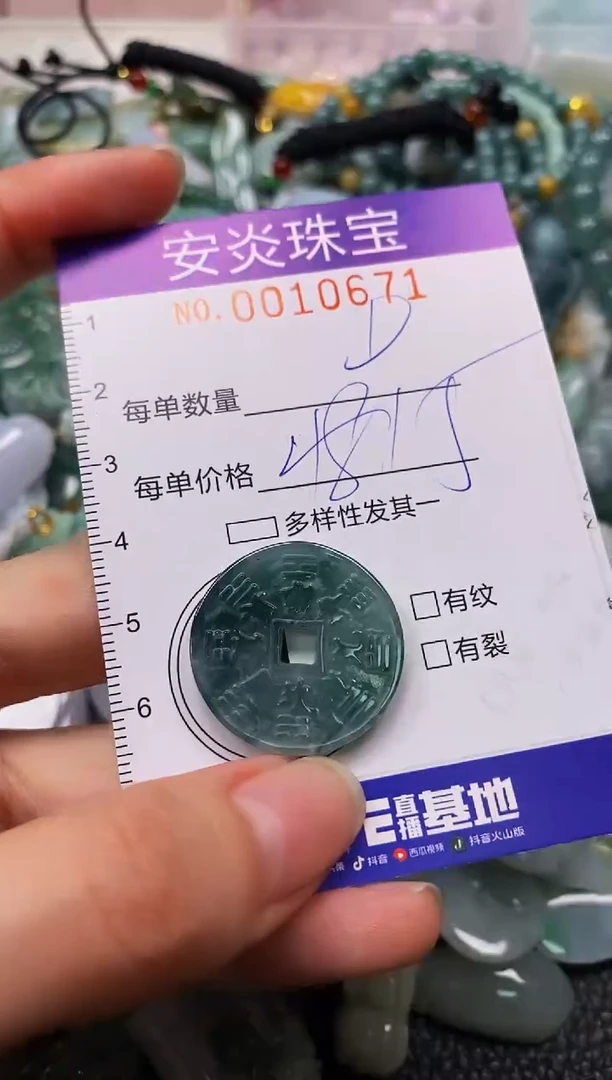 安炎珠宝
NO.0010671
D
每单数量
每单价格
多样性发其一
有纹
有裂
1
2
3
4
5
6
直播基地
抖音 西瓜视频 抖音火山版